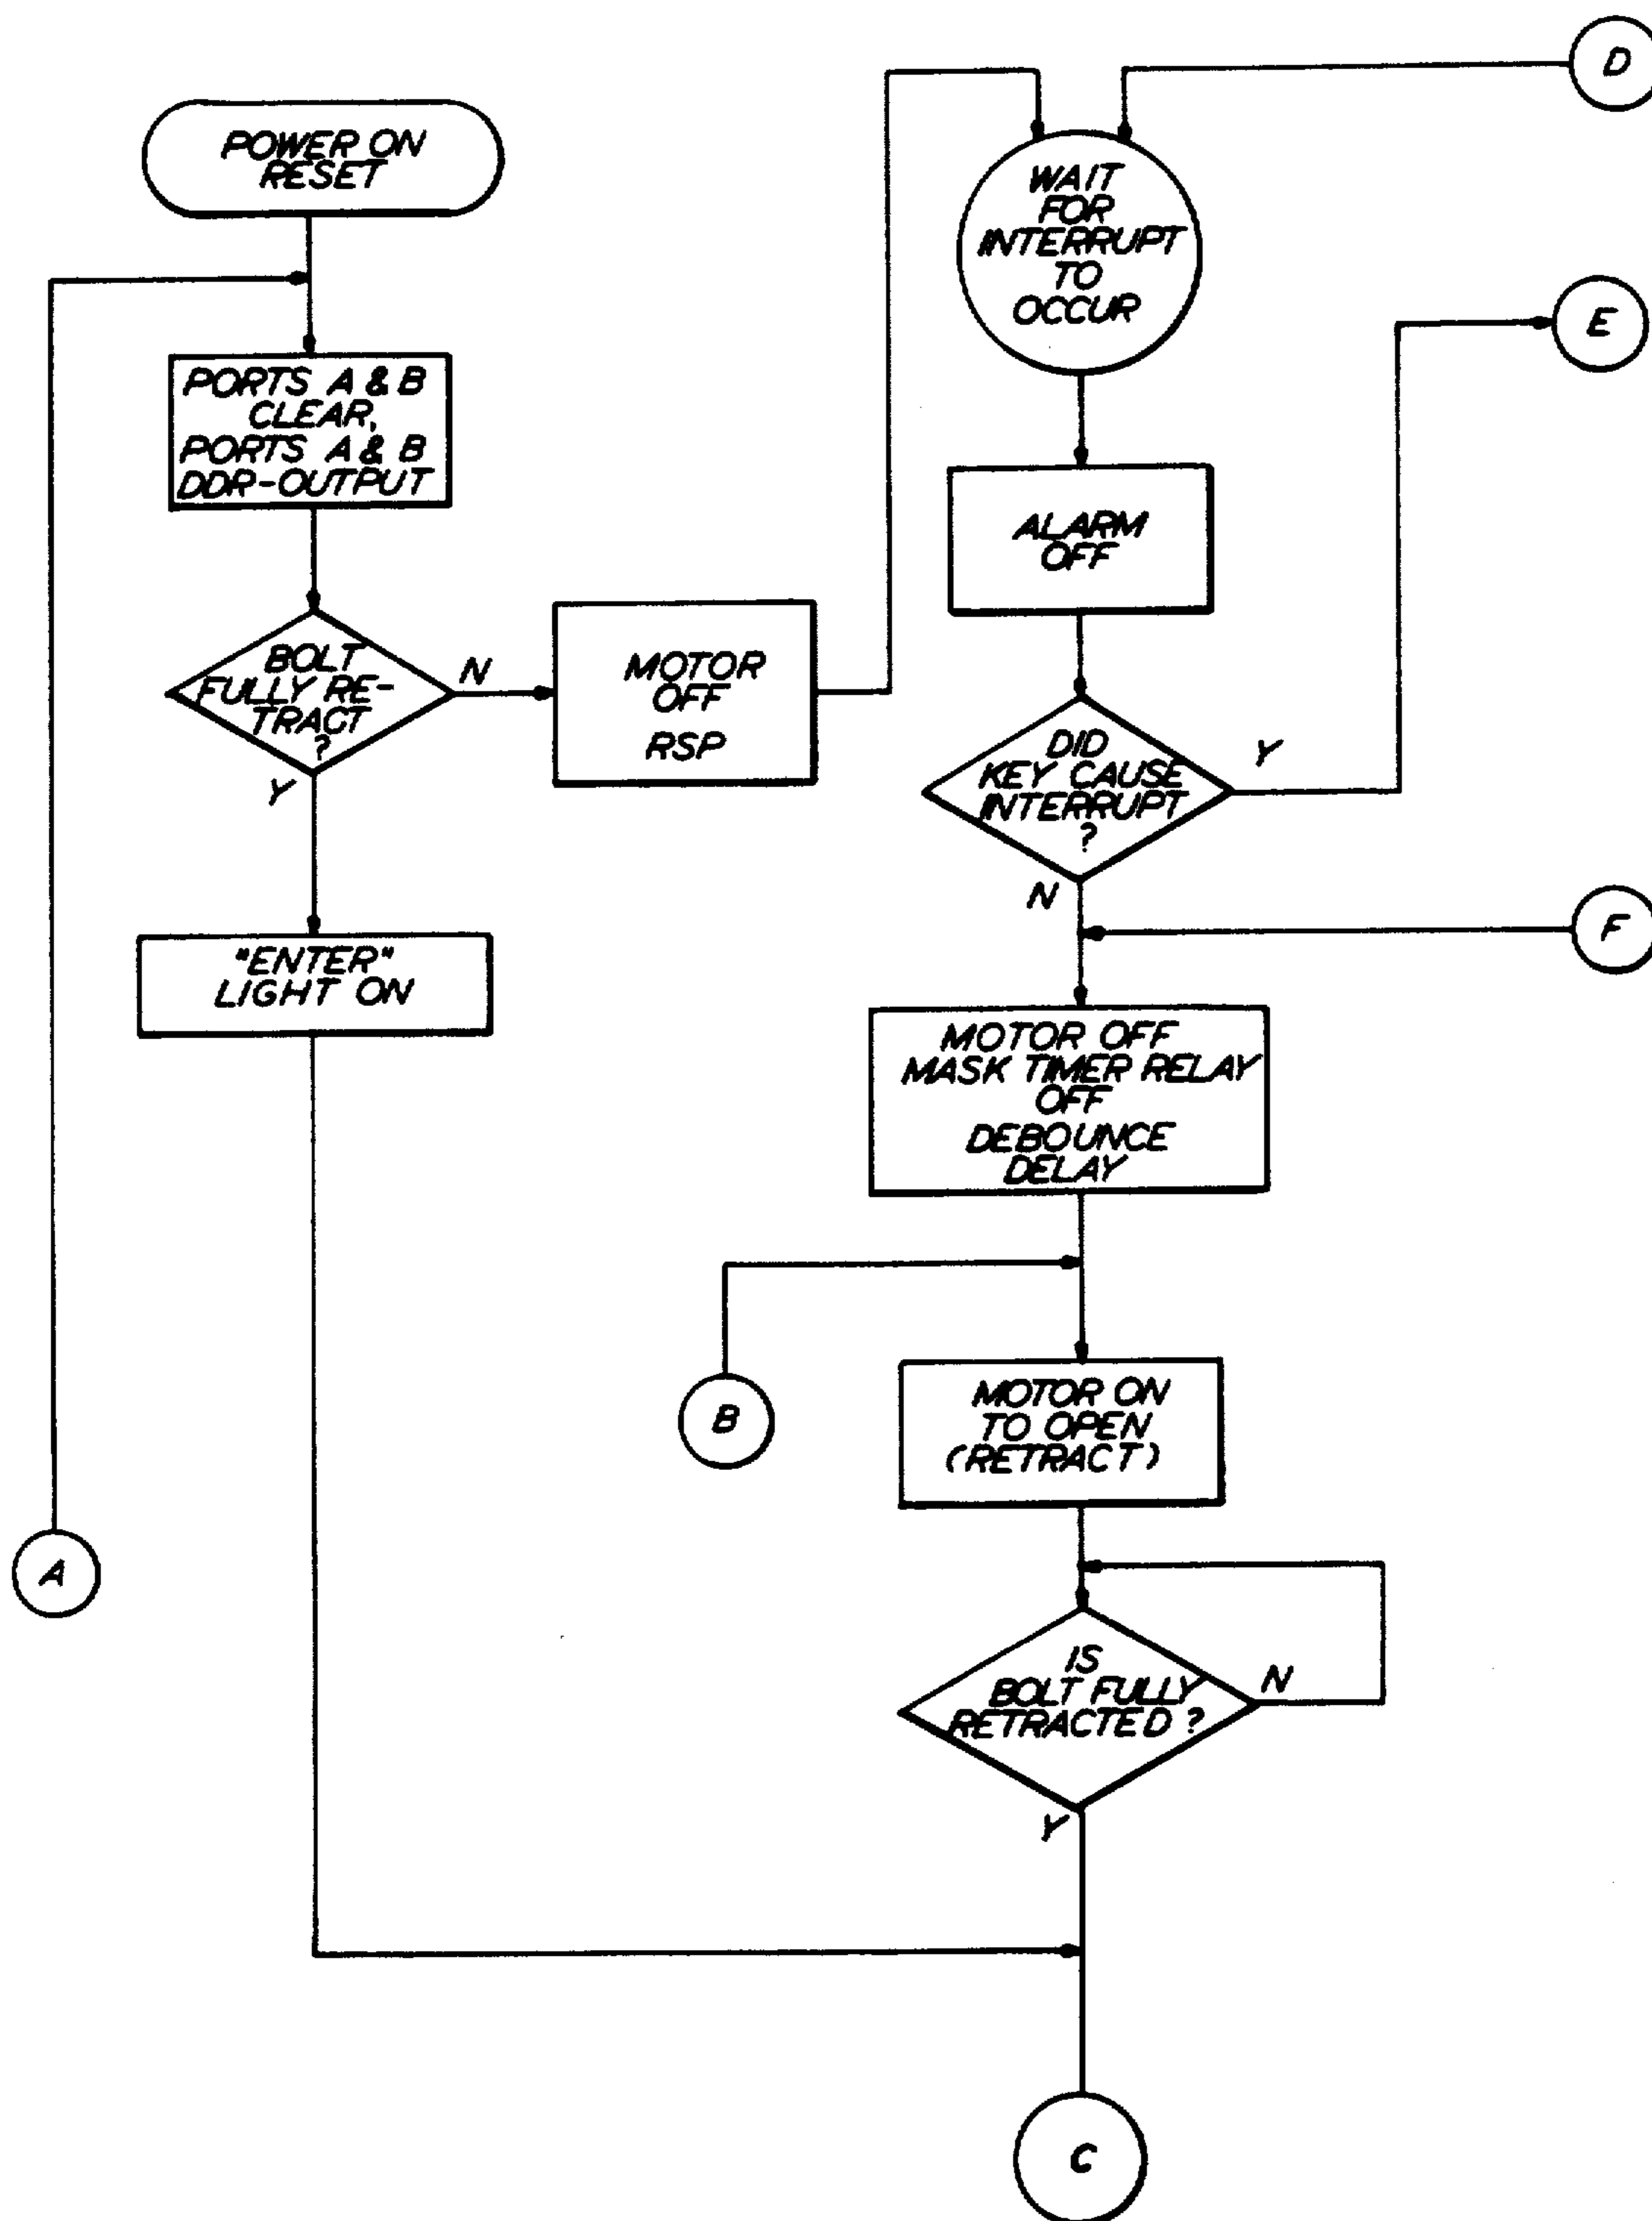 POWER ON
RESET
PORTS A & B
CLEAR,
PORTS A & B
DDR-OUTPUT
BOLT
FULLY RE-
TRACT
?
N
Y
MOTOR
OFF
RSP
"ENTER"
LIGHT ON
A
D
WAIT
FOR
INTERRUPT
TO
OCCUR
E
ALARM
OFF
DID
KEY CAUSE
INTERRUPT
?
Y
N
F
MOTOR OFF
MASK TIMER RELAY
OFF
DEBOUNCE
DELAY
B
MOTOR ON
TO OPEN
(RETRACT)
IS
BOLT FULLY
RETRACTED ?
N
Y
C